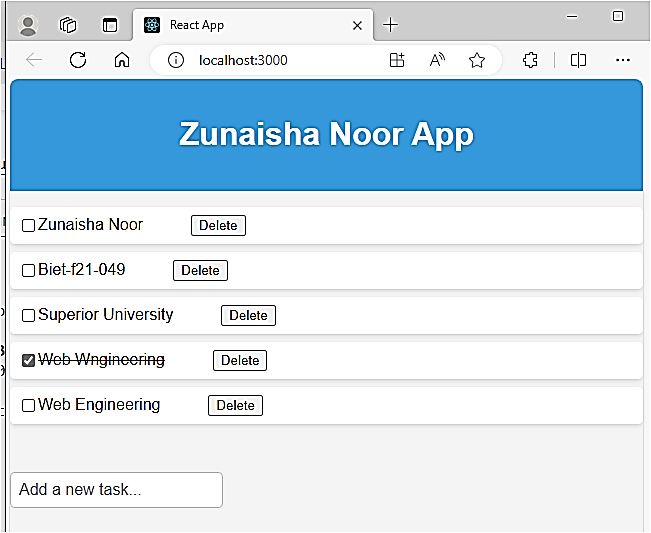 React App
localhost:3000
Zunaisha Noor App
Zunaisha Noor Delete
Biet-f21-049 Delete
Superior University Delete
Web Wngineering Delete
Web Engineering Delete
Add a new task...